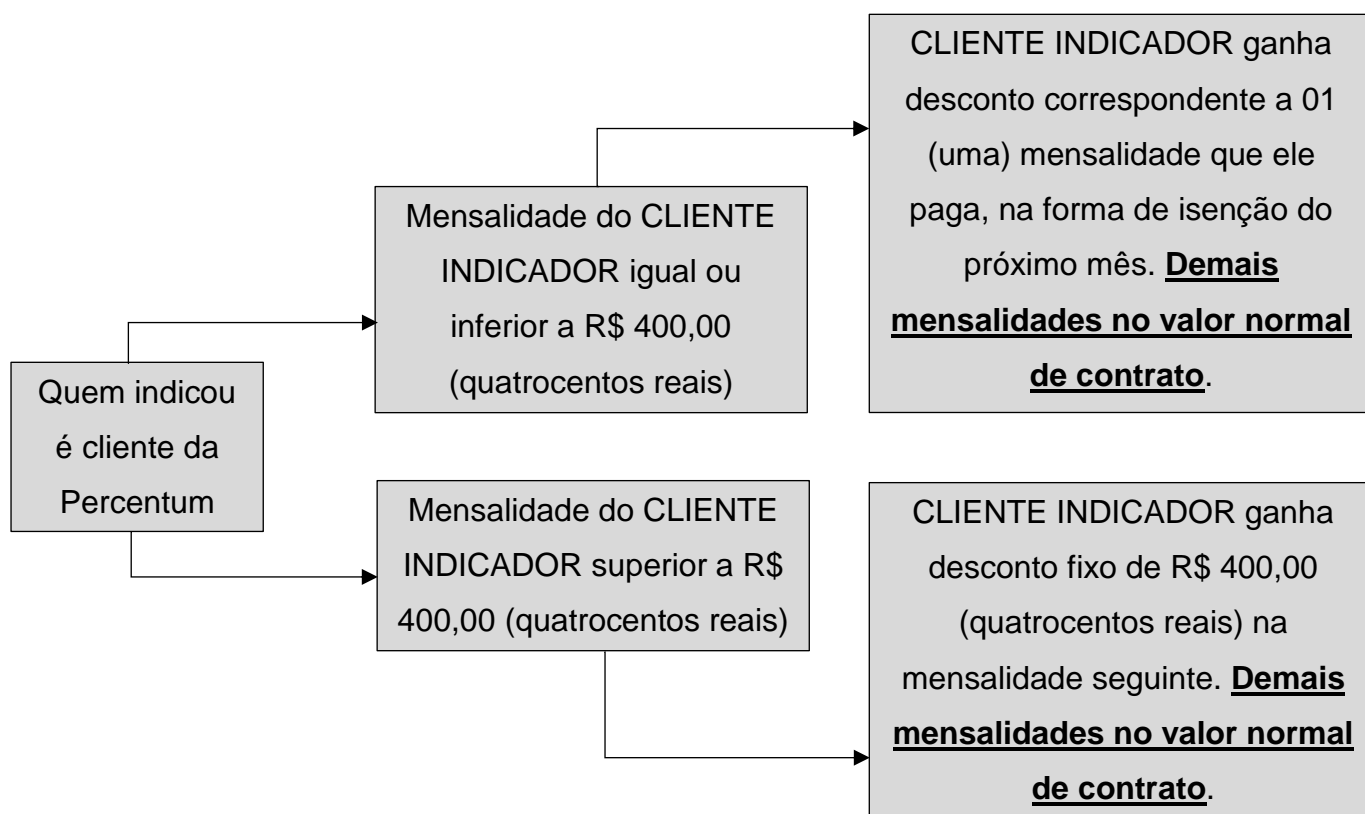 Quem indicou
é cliente da
Percentum
Mensalidade do CLIENTE
INDICADOR igual ou
inferior a R$ 400,00
(quatrocentos reais)
CLIENTE INDICADOR ganha
desconto correspondente a 01
(uma) mensalidade que ele
paga, na forma de isenção do
próximo mês. Demais
mensalidades no valor normal
de contrato.
Mensalidade do CLIENTE
INDICADOR superior a R$
400,00 (quatrocentos reais)
CLIENTE INDICADOR ganha
desconto fixo de R$ 400,00
(quatrocentos reais) na
mensalidade seguinte. Demais
mensalidades no valor normal
de contrato.